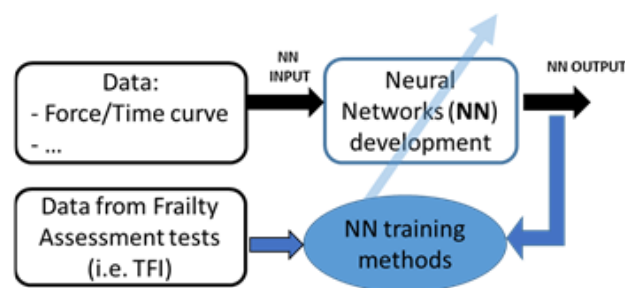 Data:
- Force/Time curve
- ...
NN
INPUT
Neural
Networks (NN)
development
NN OUTPUT
Data from Frailty
Assessment tests
(i.e. TFI)
NN training
methods